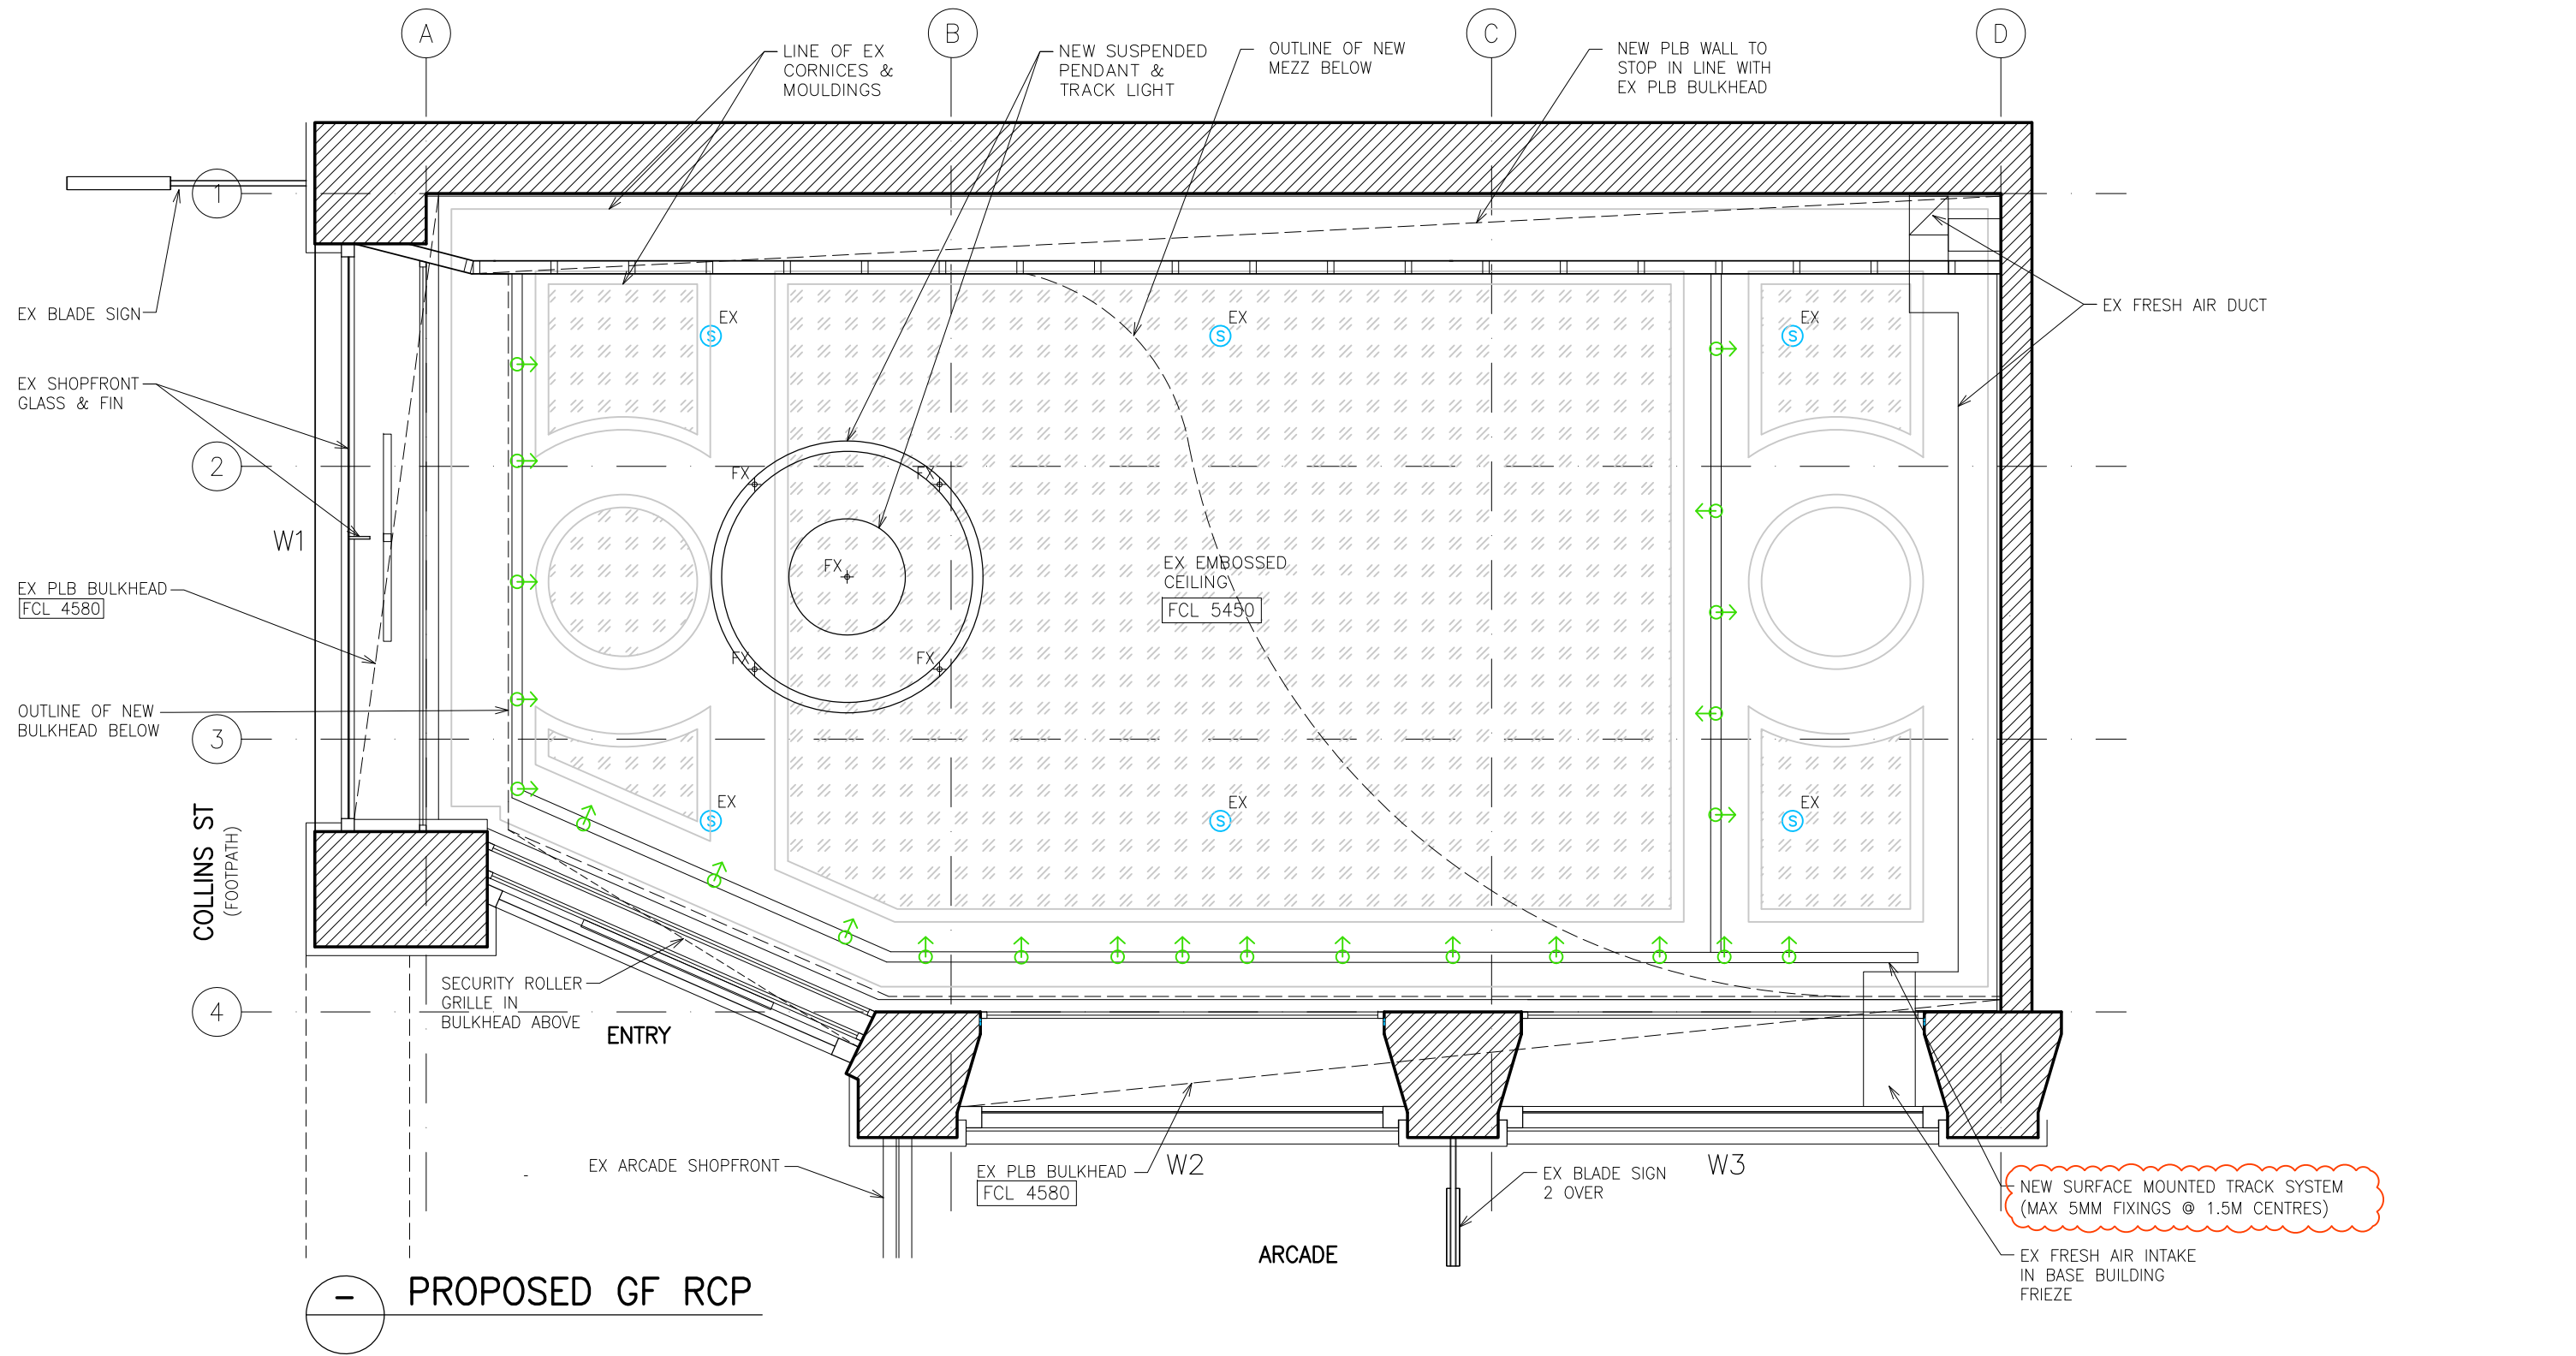 A
B
C
D
LINE OF EX
CORNICES &
MOULDINGS
NEW SUSPENDED
PENDANT &
TRACK LIGHT
OUTLINE OF NEW
MEZZ BELOW
NEW PLB WALL TO
STOP IN LINE WITH
EX PLB BULKHEAD
1
EX BLADE SIGN
EX FRESH AIR DUCT
EX
S
EX
S
EX
S
EX SHOPFRONT
GLASS & FIN
2
FX
FX
W1
FX
EX EMBOSSED
CEILING
FCL 5450
EX PLB BULKHEAD
FCL 4580
FX
FX
OUTLINE OF NEW
BULKHEAD BELOW
3
EX
S
EX
S
EX
S
COLLINS ST
(FOOTPATH)
SECURITY ROLLER
GRILLE IN
BULKHEAD ABOVE
4
ENTRY
EX ARCADE SHOPFRONT
EX PLB BULKHEAD
FCL 4580
W2
EX BLADE SIGN
2 OVER
W3
NEW SURFACE MOUNTED TRACK SYSTEM
(MAX 5MM FIXINGS @ 1.5M CENTRES)
ARCADE
EX FRESH AIR INTAKE
IN BASE BUILDING
FRIEZE
-
PROPOSED GF RCP